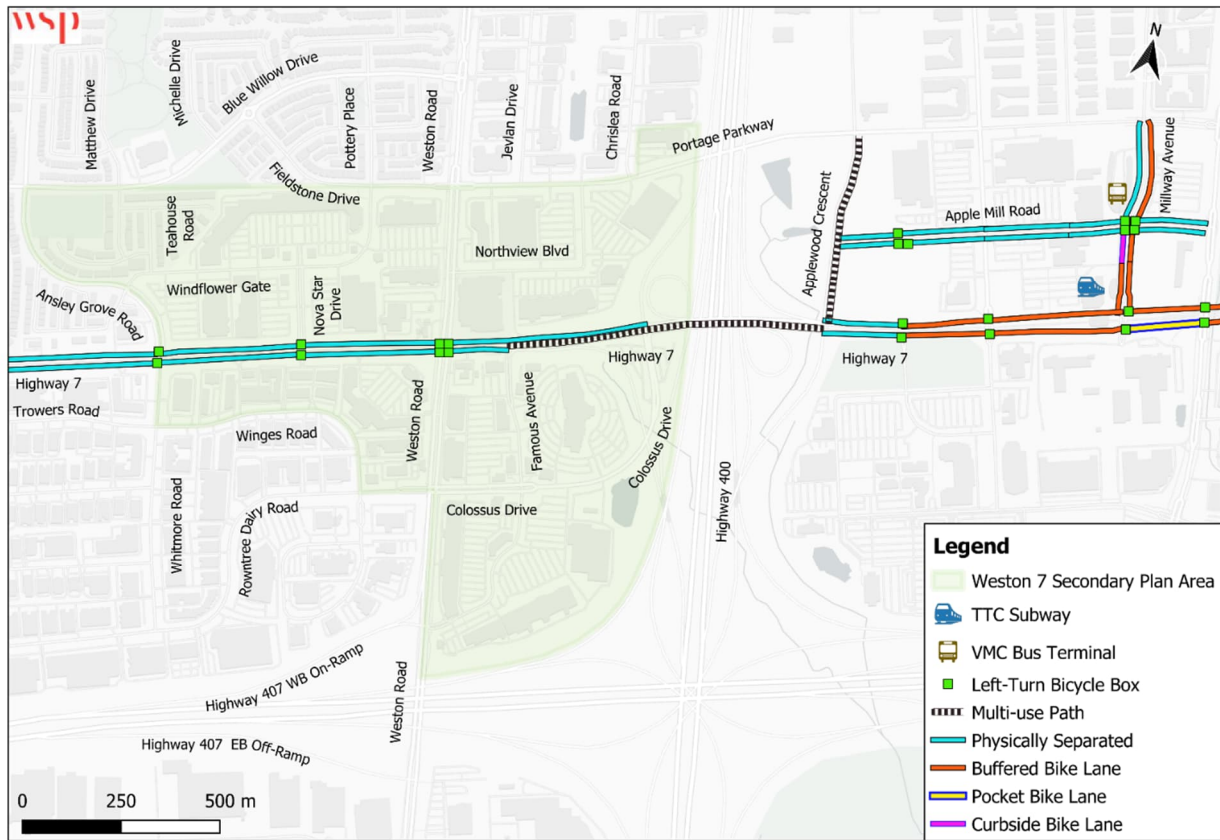 wsp
N
Matthew Drive
Michelle Drive
Blue Willow Drive
Pottery Place
Weston Road
Jevlan Drive
Chrislea Road
Portage Parkway
Fieldstone Drive
Teahouse
Road
Applewood Crescent
Apple Mill Road
Millway Avenue
Northview Blvd
Windflower Gate
Nova Star
Drive
Ansley Grove Road
Highway 7
Highway 7
Highway 7
Trowers Road
Winges Road
Weston Road
Famous Avenue
Colossus Drive
Highway 400
Whitmore Road
Rowntree Dairy Road
Colossus Drive
Highway 407 WB On-Ramp
Weston Road
Highway 407 EB Off-Ramp
0 250 500 m
Legend
Weston 7 Secondary Plan Area
TTC Subway
VMC Bus Terminal
Left-Turn Bicycle Box
Multi-use Path
Physically Separated
Buffered Bike Lane
Pocket Bike Lane
Curbside Bike Lane